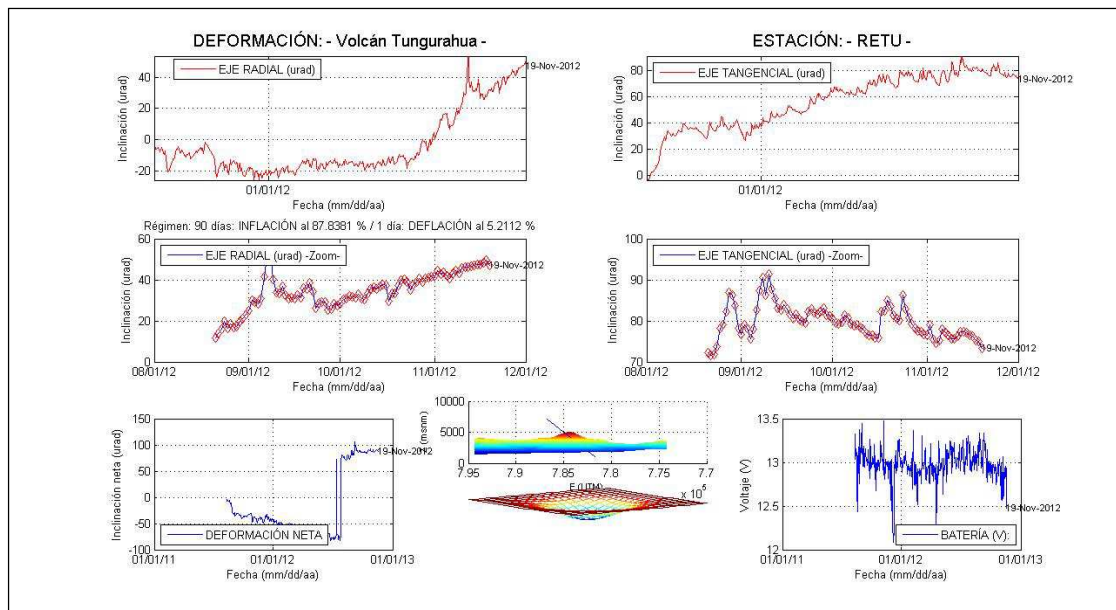 DEFORMACIÓN: - Volcán Tungurahua -
EJE RADIAL (urad)
19-Nov-2012
40
20
0
-20
Inclinación (urad)
01/01/12
Fecha (mm/dd/aa)
ESTACIÓN: - RETU -
EJE TANGENCIAL (urad)
19-Nov-2012
80
60
40
20
0
Inclinación (urad)
01/01/12
Fecha (mm/dd/aa)
Régimen: 90 días: INFLACIÓN al 87.8381 % / 1 día: DEFLACIÓN al 5.2112 %
EJE RADIAL (urad) -Zoom-
19-Nov-2012
60
40
20
0
Inclinación (urad)
08/01/12 09/01/12 10/01/12 11/01/12 12/01/12
Fecha (mm/dd/aa)
EJE TANGENCIAL (urad) -Zoom-
19-Nov-2012
100
90
80
70
Inclinación (urad)
08/01/12 09/01/12 10/01/12 11/01/12 12/01/12
Fecha (mm/dd/aa)
150
100
50
0
-50
-100
Inclinación neta (urad)
19-Nov-2012
DEFORMACIÓN NETA
01/01/11 01/01/12 01/01/13
Fecha (mm/dd/aa)
10000
5000
0
(msnm)
7.95 7.9 7.85 7.8 7.75 7.7
E (UTM)
x 10^5
13.5
13
12.5
12
Voltaje (V)
19-Nov-2012
BATERÍA (V):
01/01/11 01/01/12 01/01/13
Fecha (mm/dd/aa)